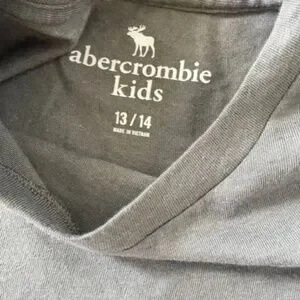 abercrombie
kids
13 / 14
MADE IN VIETNAM